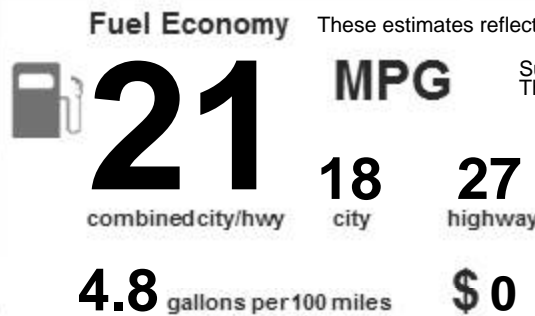 Fuel Economy These estimates reflect
MPG
21
18 27
combined city/hwy city highway
4.8 gallons per 100 miles $ 0